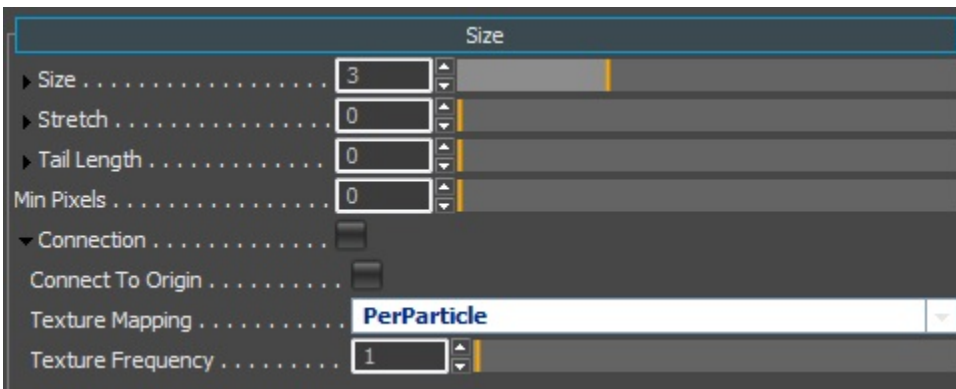 Size
Size . . . . . . . . . . . . . . . . . . 3
Stretch . . . . . . . . . . . . . . . . 0
Tail Length . . . . . . . . . . . . . 0
Min Pixels . . . . . . . . . . . . . . . . 0
Connection . . . . . . . . . . . . .
Connect To Origin . . . . . . . . . .
Texture Mapping . . . . . . . . . . . PerParticle
Texture Frequency . . . . . . . . . 1